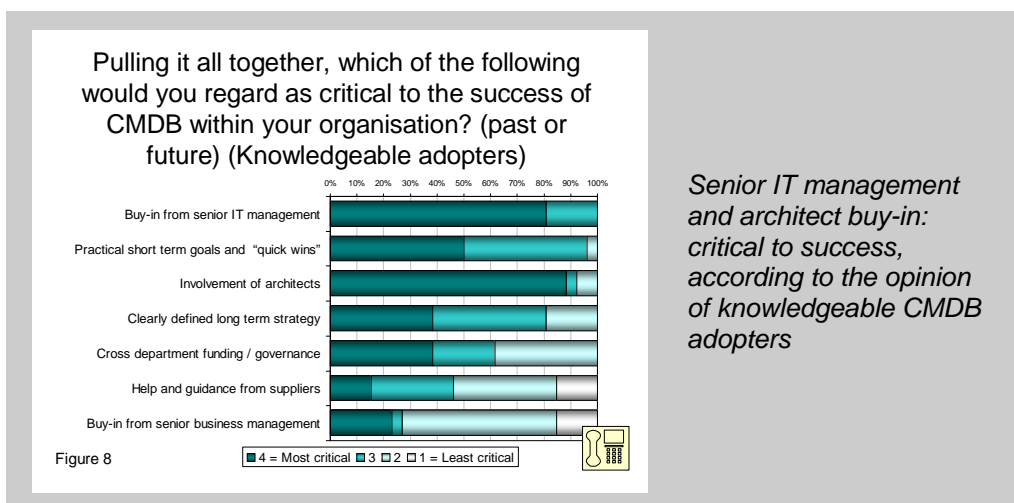 Pulling it all together, which of the following
would you regard as critical to the success of
CMDB within your organisation? (past or
future) (Knowledgeable adopters)
0% 10% 20% 30% 40% 50% 60% 70% 80% 90% 100%
Buy-in from senior IT management
Practical short term goals and “quick wins”
Involvement of architects
Clearly defined long term strategy
Cross department funding / governance
Help and guidance from suppliers
Buy-in from senior business management
Figure 8
4 = Most critical 3 2 1 = Least critical
Senior IT management
and architect buy-in:
critical to success,
according to the opinion
of knowledgeable CMDB
adopters